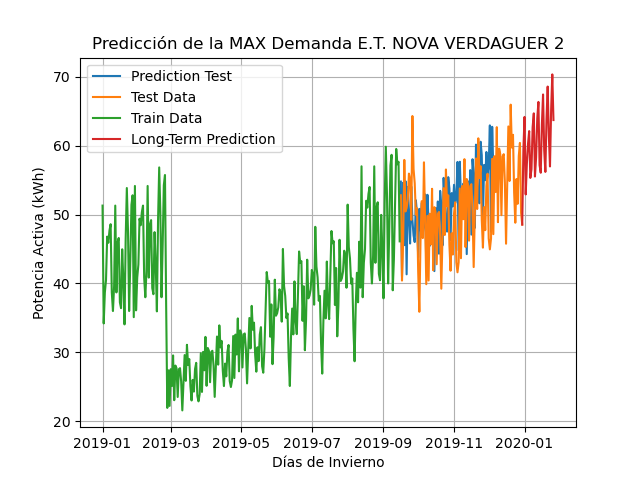 Predicción de la MAX Demanda E.T. NOVA VERDAGUER 2
Prediction Test
Test Data
Train Data
Long-Term Prediction
Potencia Activa (kWh)
70
60
50
40
30
20
2019-01 2019-03 2019-05 2019-07 2019-09 2019-11 2020-01
Días de Invierno